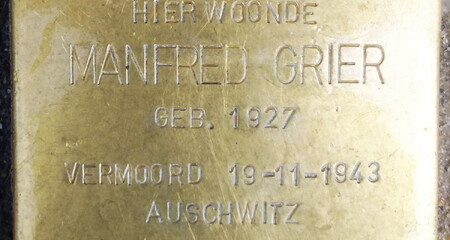 HIER WOONDE
MANFRED GRIER
GEB. 1927
VERMOORD 19-11-1943
AUSCHWITZ